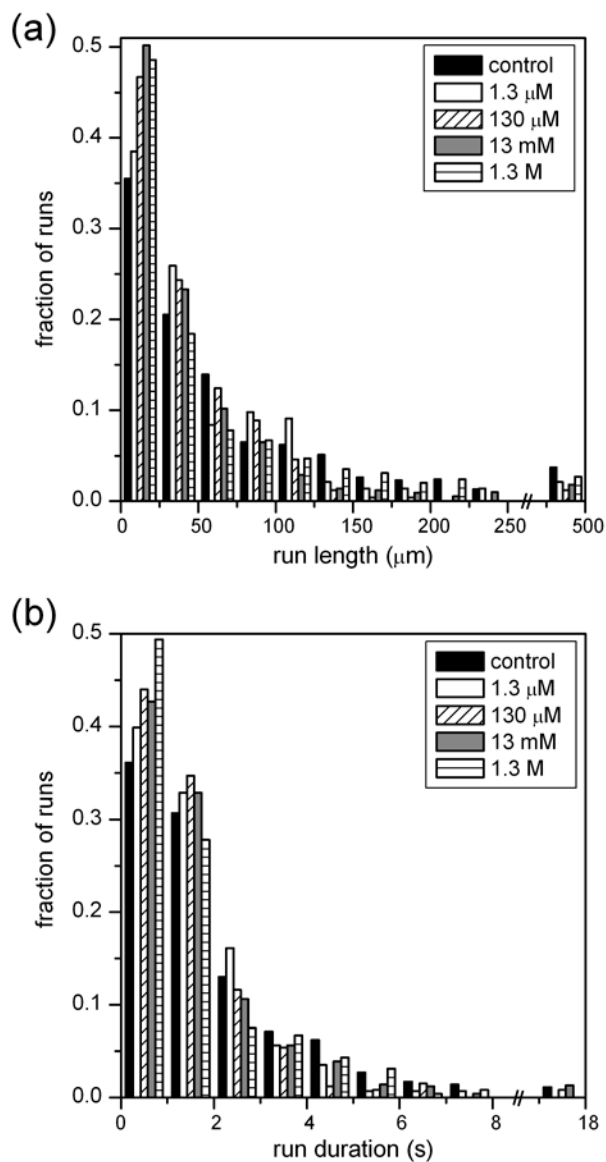 (a)
0.5
0.4
0.3
0.2
0.1
0.0
fraction of runs
control
1.3 μM
130 μM
13 mM
1.3 M
0 50 100 150 200 250 500
run length (μm)
(b)
0.5
0.4
0.3
0.2
0.1
0.0
fraction of runs
control
1.3 μM
130 μM
13 mM
1.3 M
0 2 4 6 8 18
run duration (s)